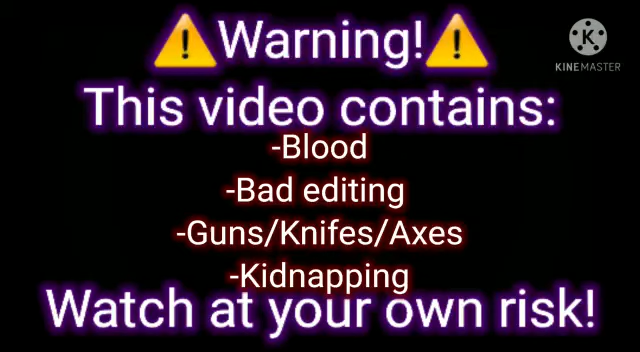 ⚠️Warning!⚠️
KINEMASTER
This video contains:
-Blood
-Bad editing
-Guns/Knifes/Axes
-Kidnapping
Watch at your own risk!